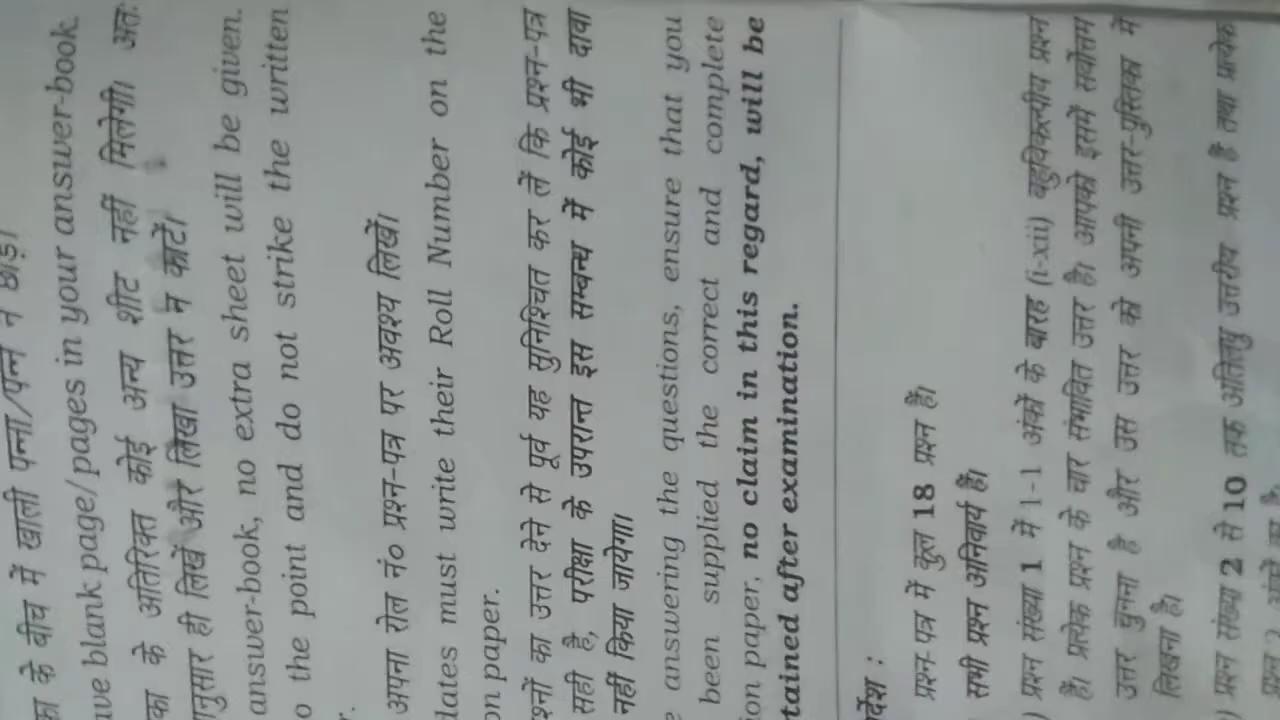 के बीच में खाली पन्ना/पन्ने न छोड़ें।
ave blank page/pages in your answer-book.
का के अतिरिक्त कोई अन्य शीट नहीं मिलेगी। अतः
ानुसार ही लिखें और लिखा उत्तर न काटें।
answer-book, no extra sheet will be given.
o the point and do not strike the written
r.
अपना रोल नं० प्रश्न-पत्र पर अवश्य लिखें।
dates must write their Roll Number on the
on paper.
श्नों का उत्तर देने से पूर्व यह सुनिश्चित कर लें कि प्रश्न-पत्र
सही है, परीक्षा के उपरान्त इस सम्बन्ध में कोई भी दावा
नहीं किया जायेगा।
e answering the questions, ensure that you
been supplied the correct and complete
ion paper, no claim in this regard, will be
tained after examination.
र्देश :
प्रश्न-पत्र में कुल 18 प्रश्न हैं।
सभी प्रश्न अनिवार्य हैं।
) प्रश्न संख्या 1 में 1-1 अंकों के बारह (i-xii) बहुविकल्पीय प्रश्न
हैं। प्रत्येक प्रश्न के चार संभावित उत्तर हैं। आपको इसमें सर्वोत्तम
उत्तर चुनना है और उस उत्तर को अपनी उत्तर-पुस्तिका में
लिखना है।
) प्रश्न संख्या 2 से 10 तक अतिलघु उत्तरीय प्रश्न हैं तथा प्रत्येक
प्रश्न 2 अंकों का है